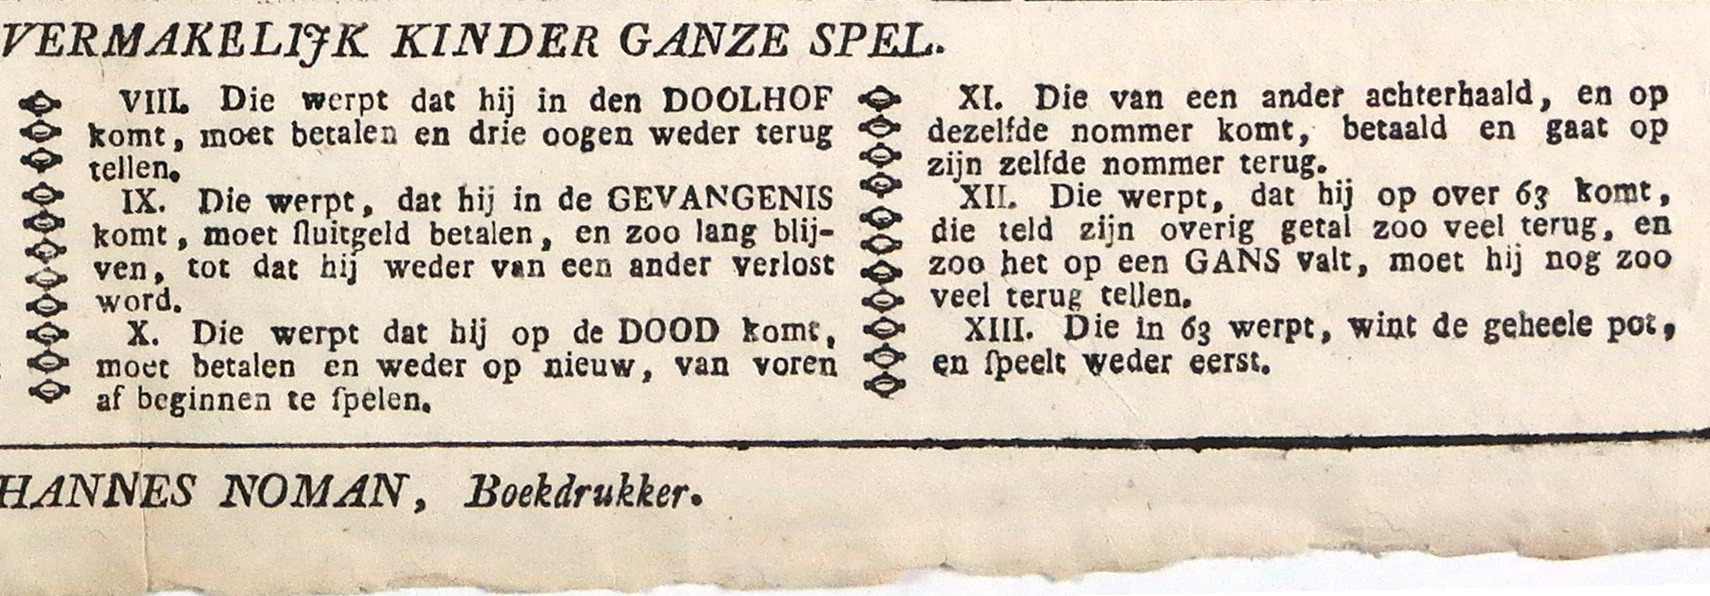 VERMAKELIJK KINDER GANZE SPEL.
VIII. Die werpt dat hij in den DOOLHOF
komt, moet betalen en drie oogen weder terug
tellen.
IX. Die werpt, dat hij in de GEVANGENIS
komt, moet fluitgeld betalen, en zoo lang blij-
ven, tot dat hij weder van een ander verlost
word.
X. Die werpt dat hij op de DOOD komt,
moet betalen en weder op nieuw, van voren
af beginnen te ſpelen.
XI. Die van een ander achterhaald, en op
dezelfde nommer komt, betaald en gaat op
zijn zelfde nommer terug.
XII. Die werpt, dat hij op over 63 komt,
die teld zijn overig getal zoo veel terug, en
zoo het op een GANS valt, moet hij nog zoo
veel terug tellen.
XIII. Die in 63 werpt, wint de geheele pot,
en ſpeelt weder eerst.
HANNES NOMAN, Boekdrukker.